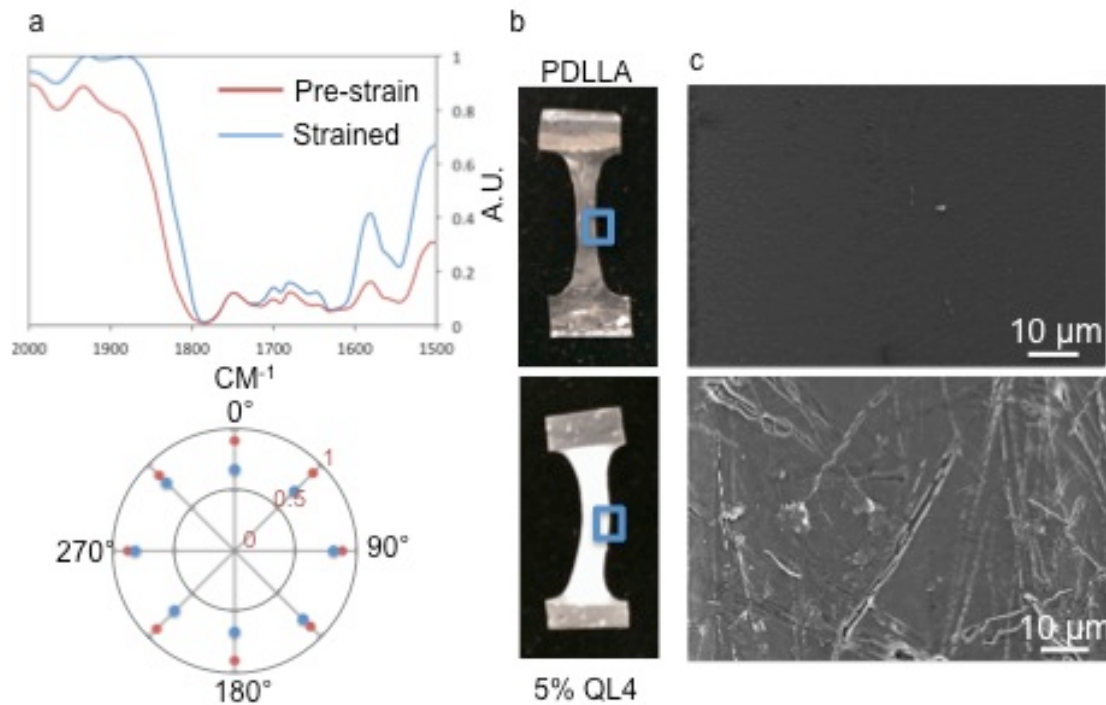 a
b
c
PDLLA
Pre-strain
Strained
1
0.8
0.6
0.4
0.2
0
A.U.
2000 1900 1800 1700 1600 1500
CM⁻¹
10 µm
0°
1
0.5
0
270°
90°
180°
10 µm
5% QL4